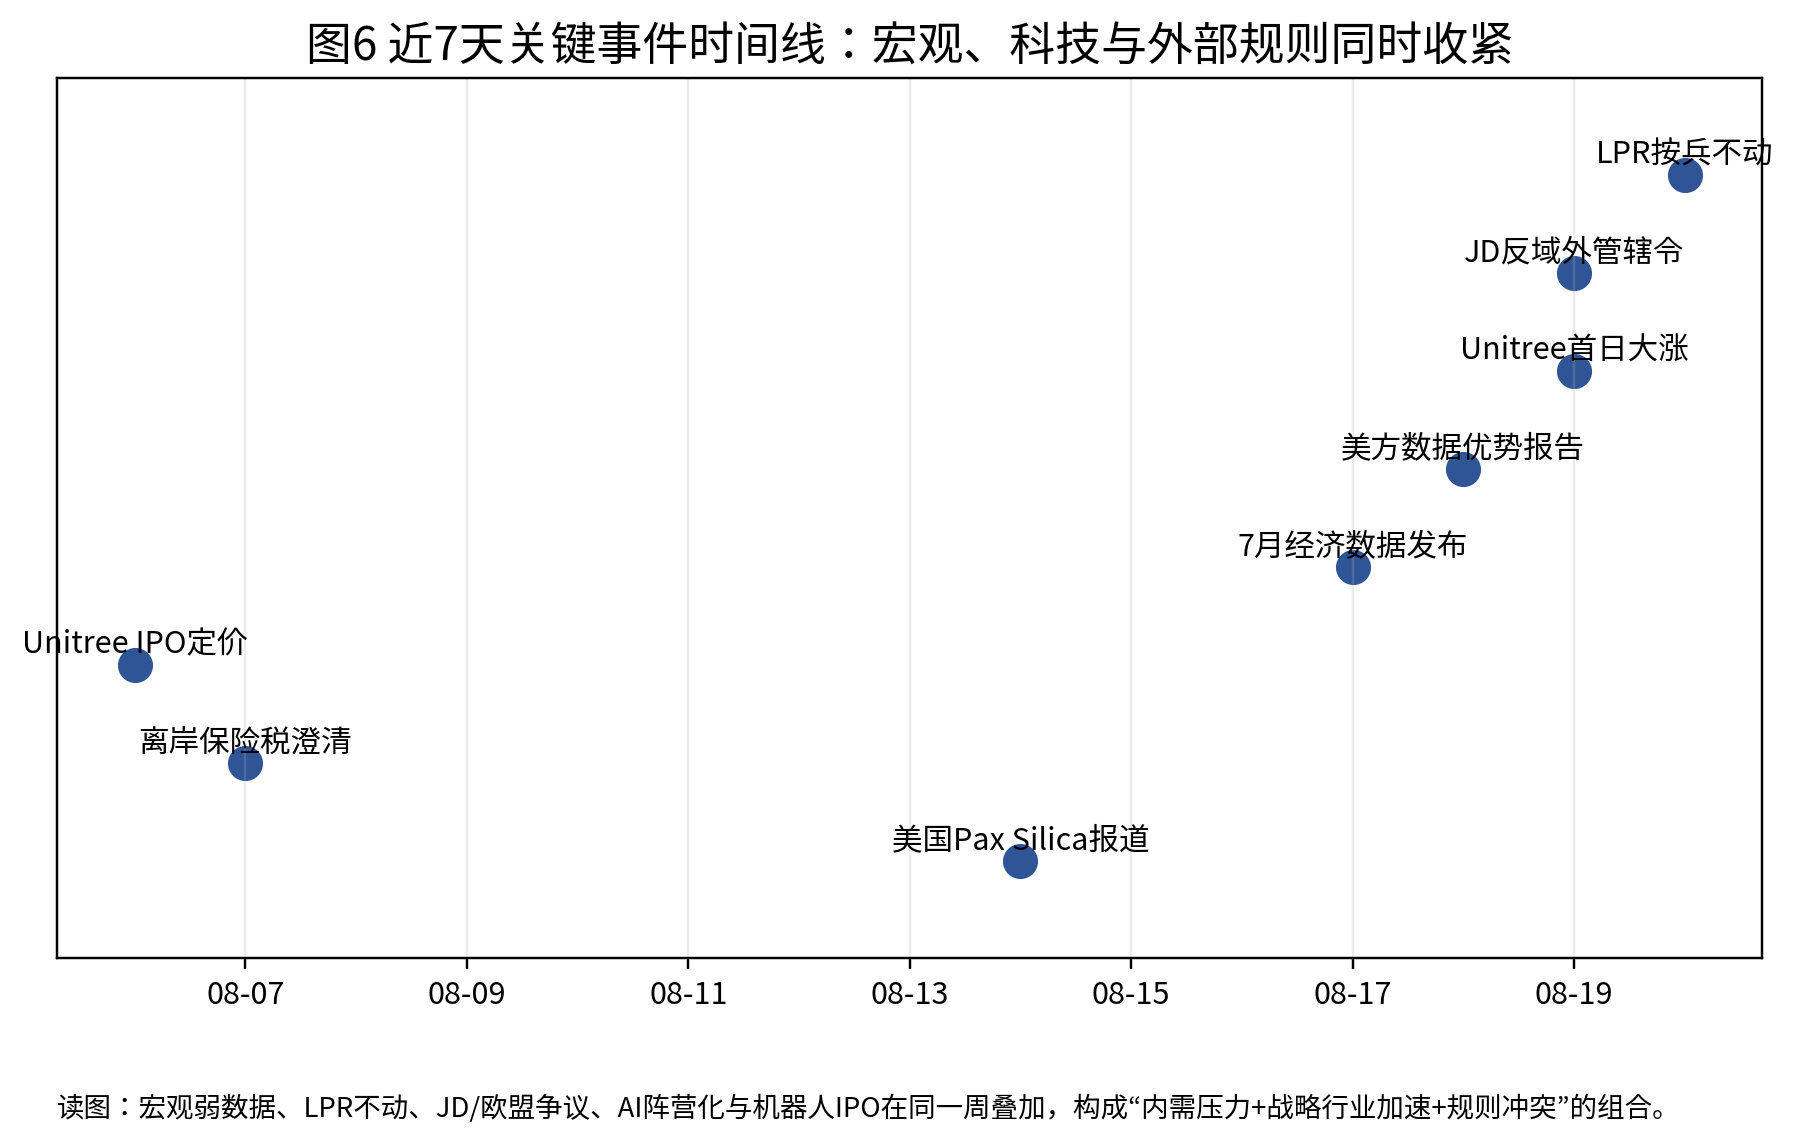 图6 近7天关键事件时间线：宏观、科技与外部规则同时收紧
LPR按兵不动
JD反域外管辖令
Unitree首日大涨
美方数据优势报告
7月经济数据发布
Unitree IPO定价
离岸保险税澄清
美国Pax Silica报道
08-07 08-09 08-11 08-13 08-15 08-17 08-19
读图：宏观弱数据、LPR不动、JD/欧盟争议、AI阵营化与机器人IPO在同一周叠加，构成“内需压力+战略行业加速+规则冲突”的组合。